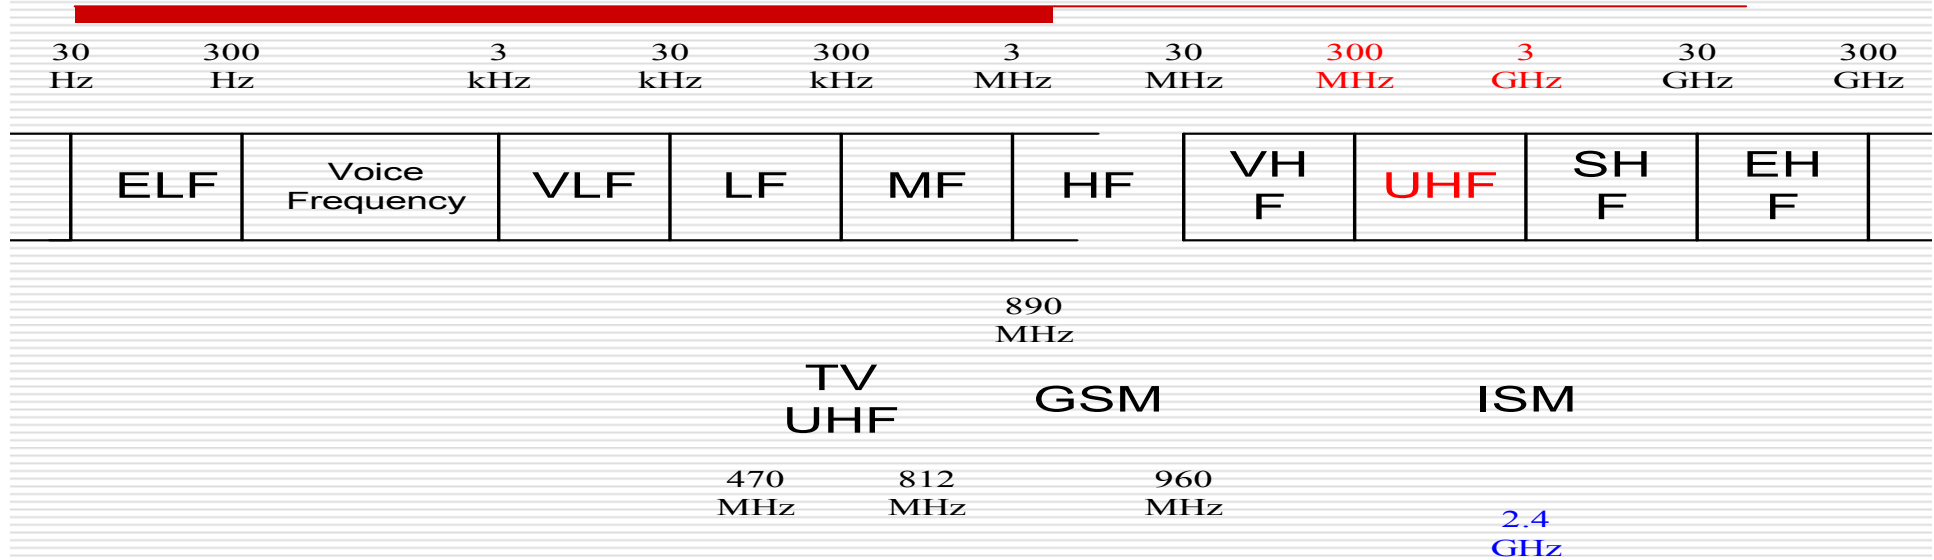 30 300 3 30 300 3 30 300 3 30 300
Hz Hz kHz kHz kHz MHz MHz MHz GHz GHz GHz
ELF Voice Frequency VLF LF MF HF VH F UHF SH F EH F
890
MHz
TV
UHF
GSM
ISM
470 812 960
MHz MHz MHz
2.4
GHz